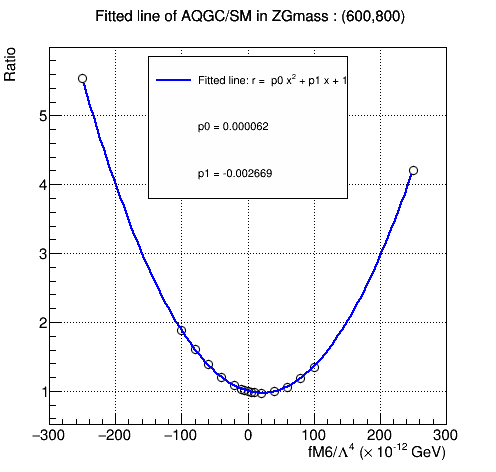 Fitted line of AQGC/SM in ZGmass : (600,800)
Ratio
Fitted line: r = p0 x² + p1 x + 1
p0 = 0.000062
p1 = -0.002669
5
4
3
2
1
−300 −200 −100 0 100 200 300
fM6/Λ⁴ (× 10⁻¹² GeV)